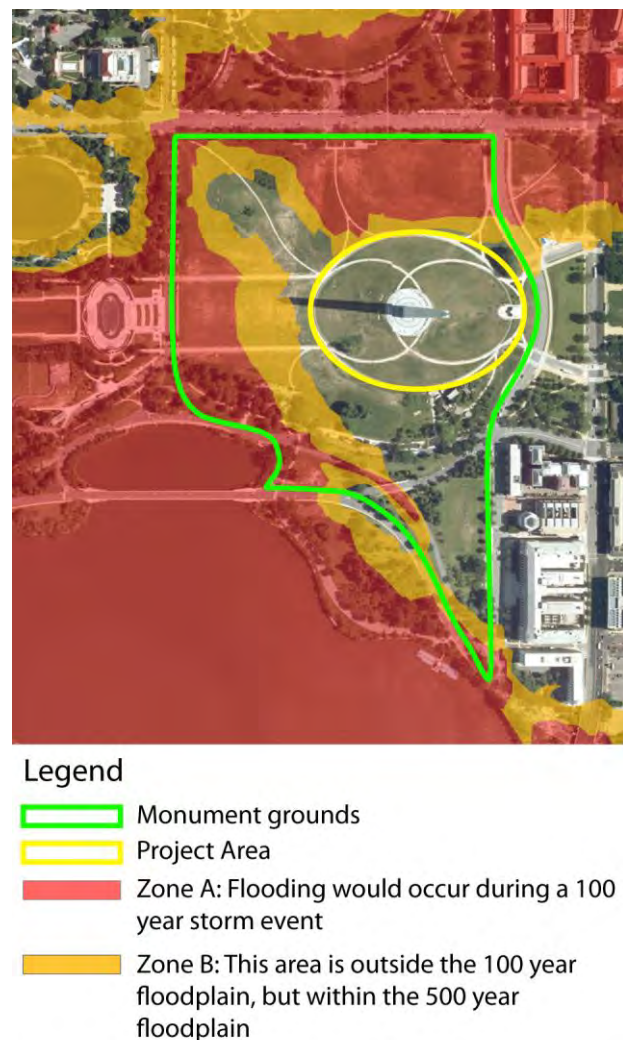 Legend
Monument grounds
Project Area
Zone A: Flooding would occur during a 100
year storm event
Zone B: This area is outside the 100 year
floodplain, but within the 500 year
floodplain